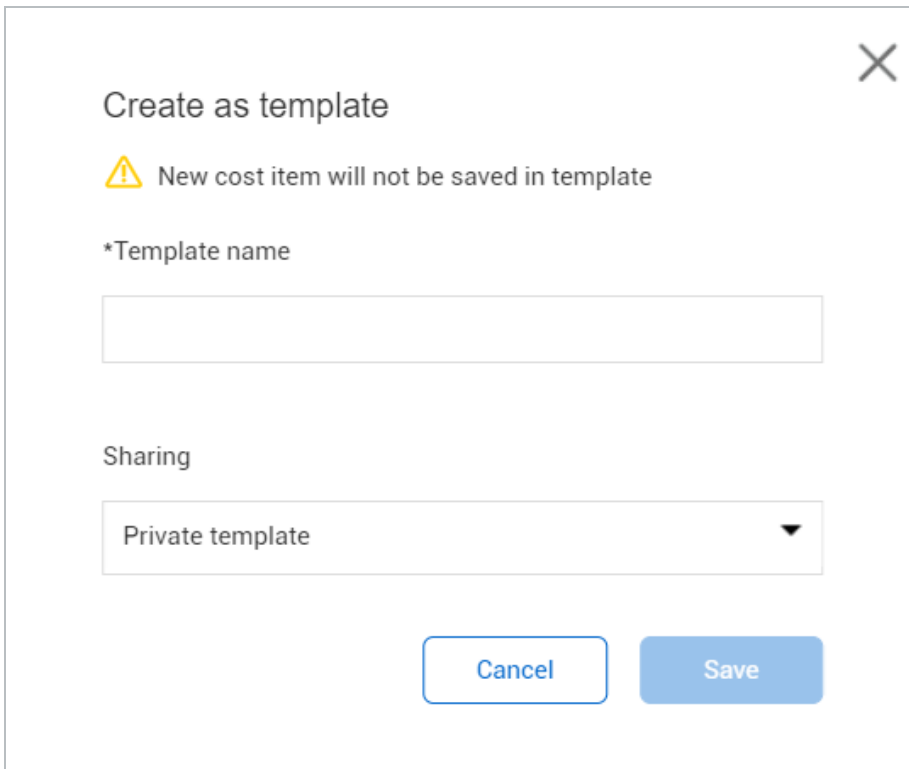 Create as template
New cost item will not be saved in template
*Template name
Sharing
Private template
Cancel Save